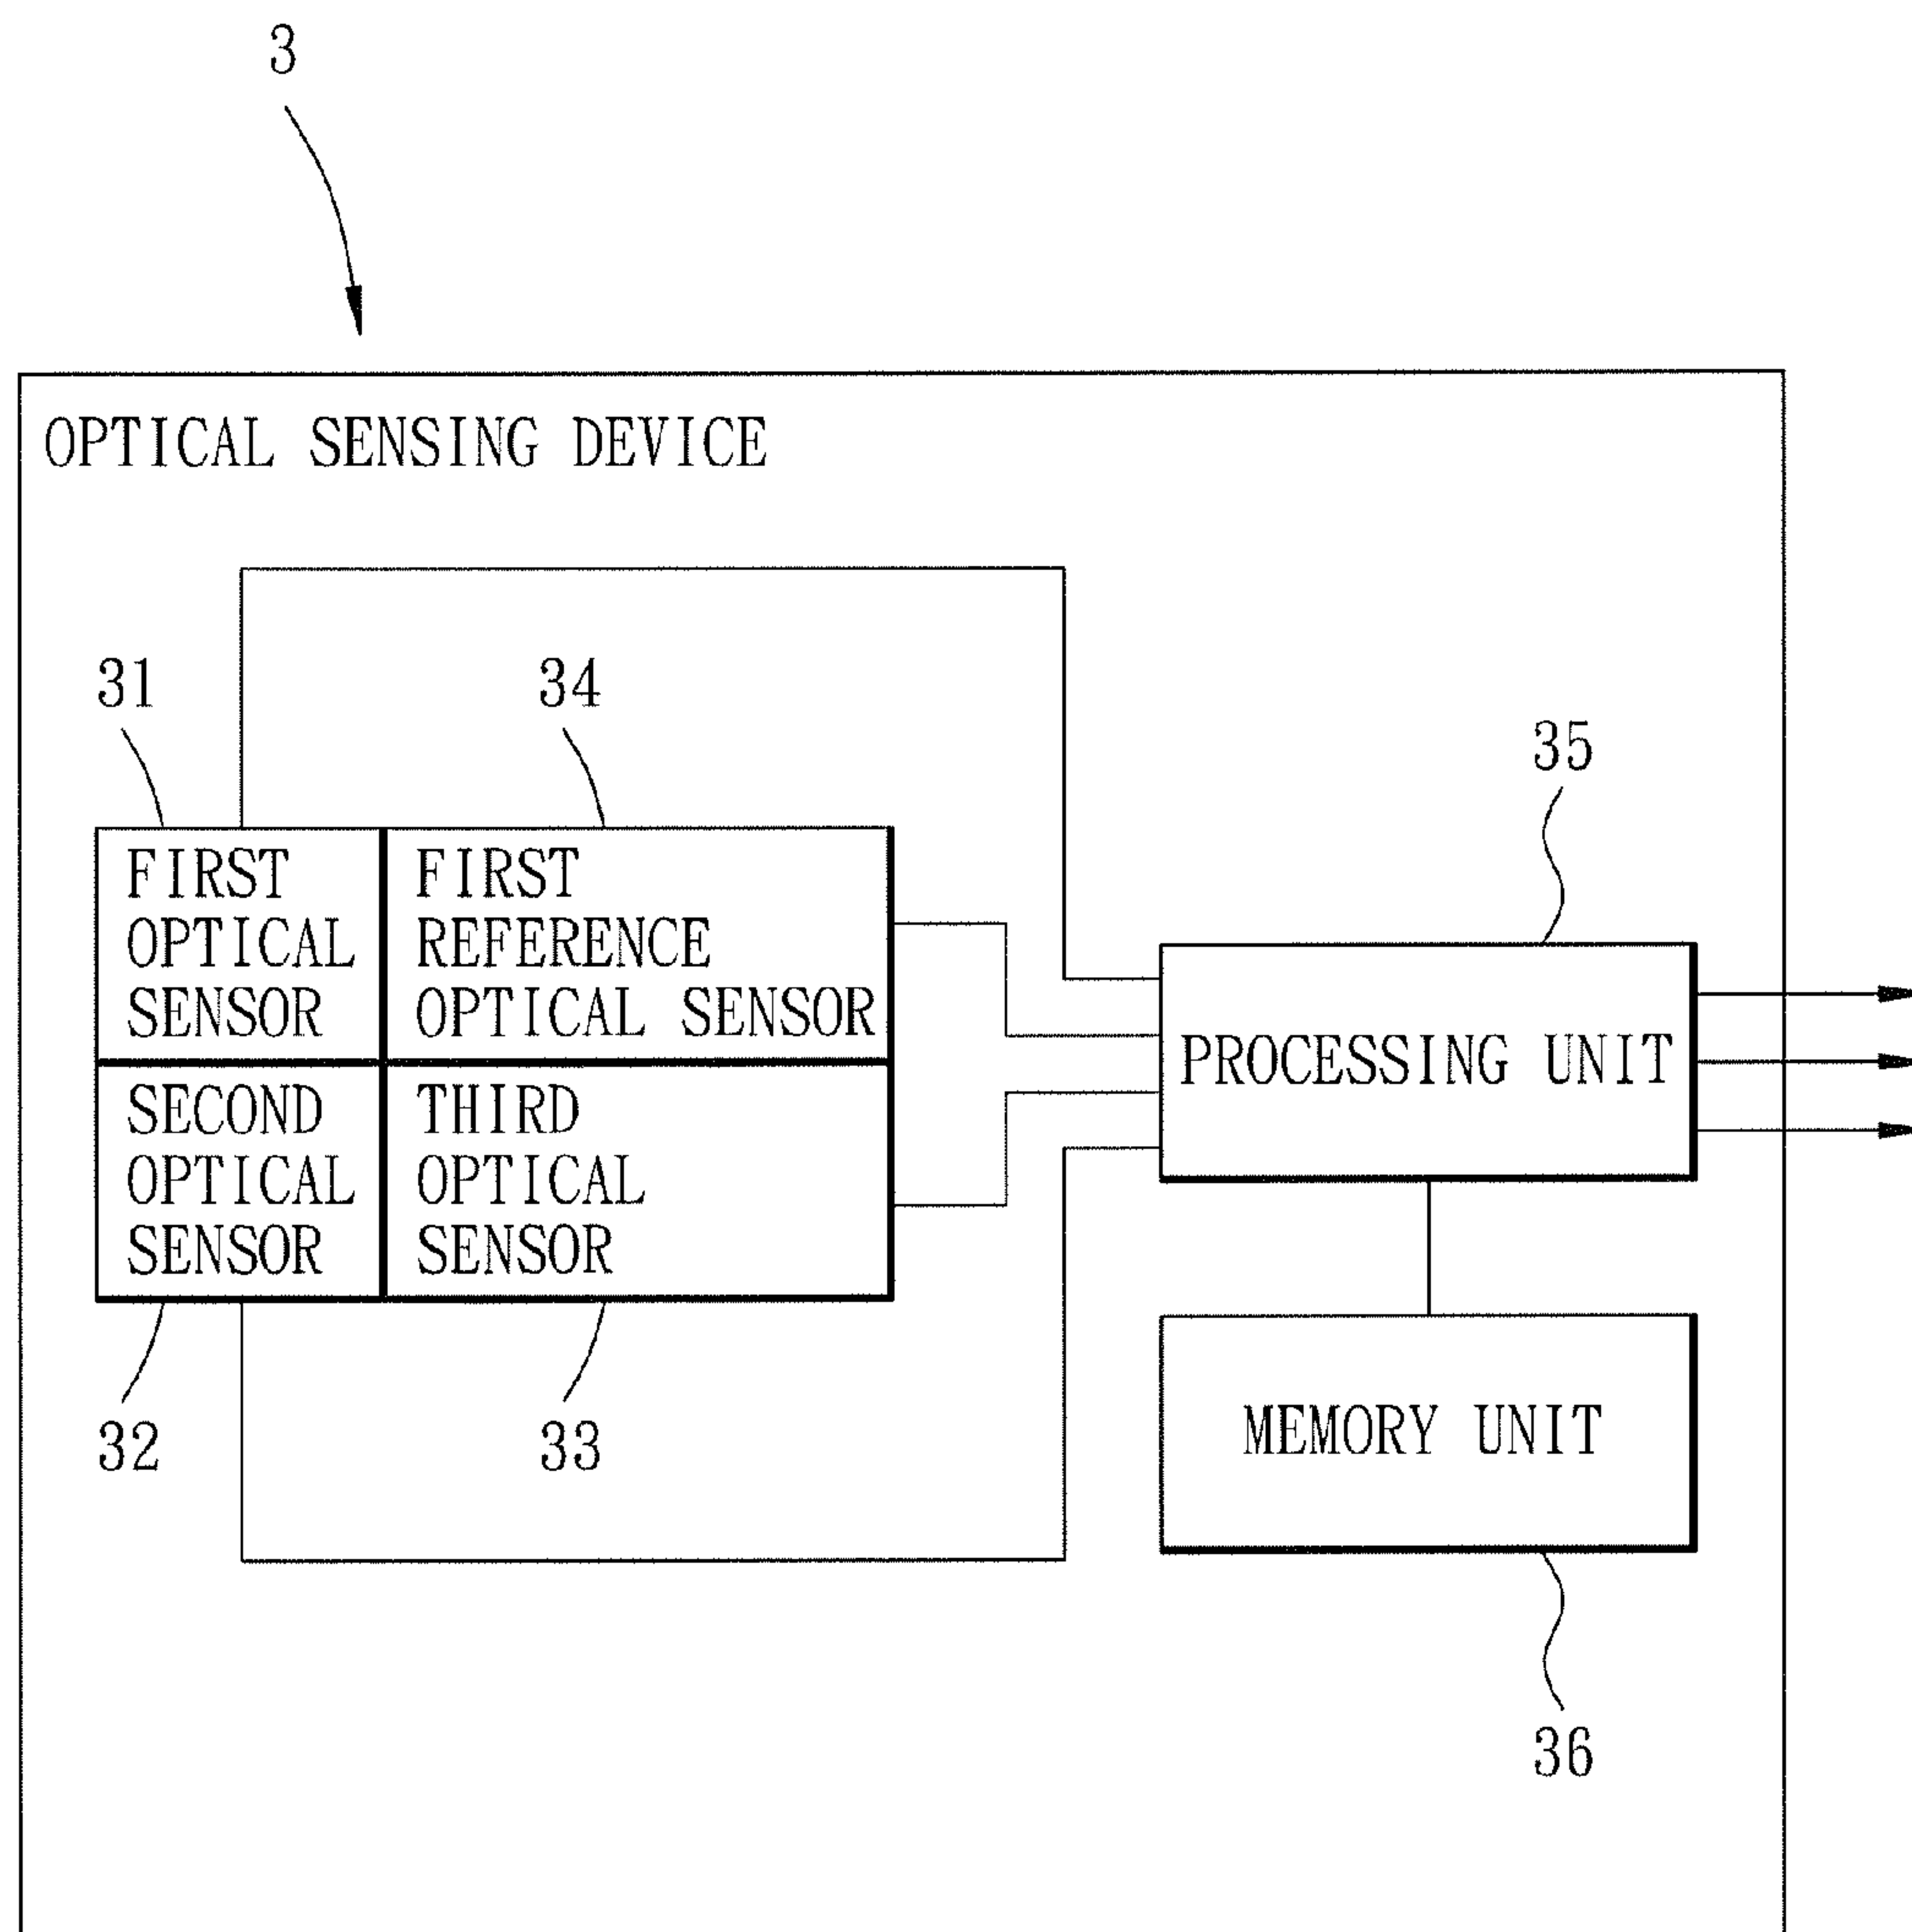 3
OPTICAL SENSING DEVICE
31
34
35
FIRST
OPTICAL
SENSOR
FIRST
REFERENCE
OPTICAL SENSOR
PROCESSING UNIT
SECOND
OPTICAL
SENSOR
THIRD
OPTICAL
SENSOR
MEMORY UNIT
32
33
36